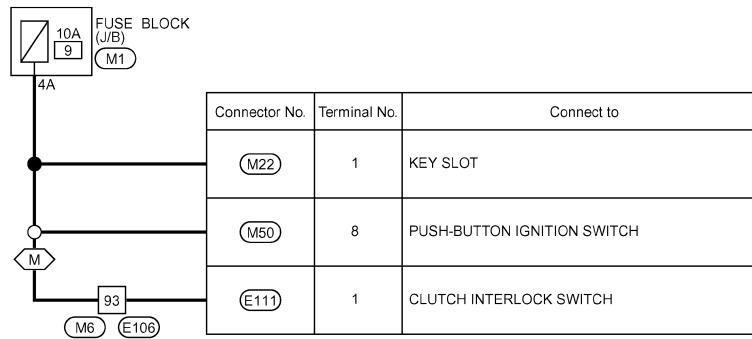 FUSE BLOCK
(J/B)
10A
9
M1
4A
Connector No. Terminal No. Connect to
M22 1 KEY SLOT
M50 8 PUSH-BUTTON IGNITION SWITCH
M
93
E111 1 CLUTCH INTERLOCK SWITCH
M6 E106